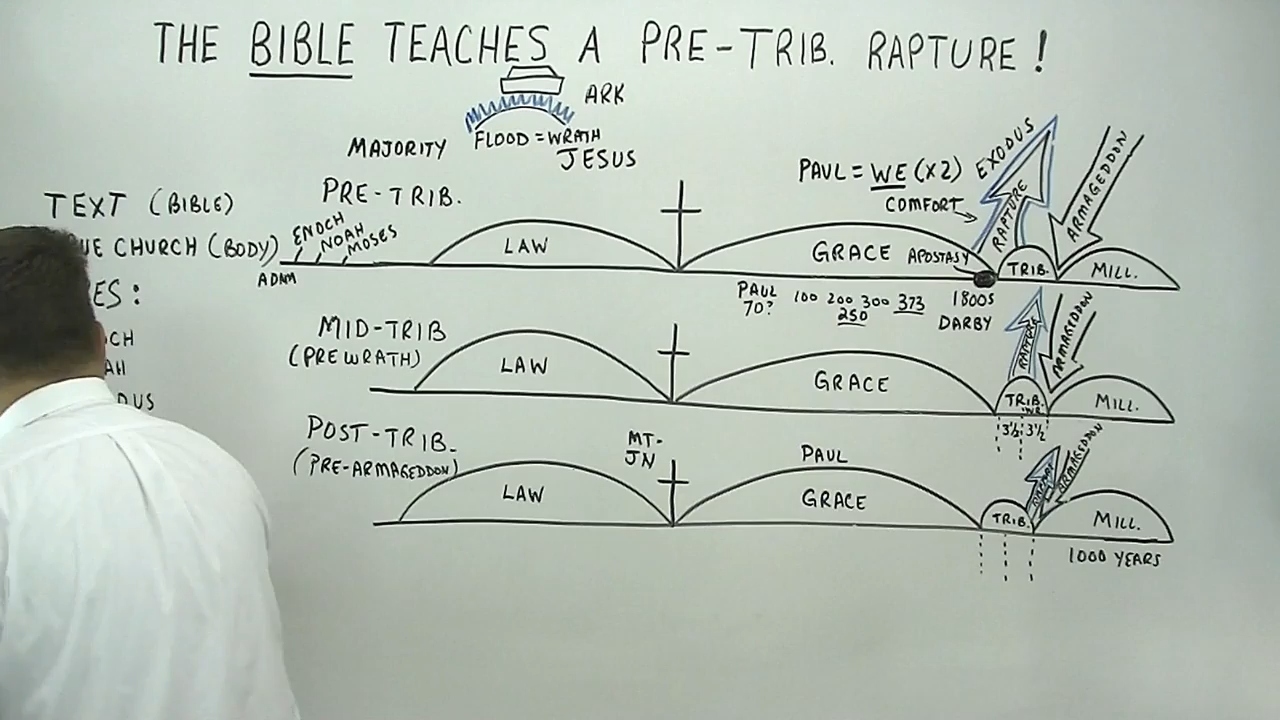 THE BIBLE TEACHES A PRE-TRIB. RAPTURE!
ARK
FLOOD = WRATH
JESUS
MAJORITY
PRE-TRIB.
TEXT (BIBLE)
CHURCH (BODY)
ENOCH
NOAH
MOSES
ADAM
LAW
GRACE
APOSTASY
PAUL = WE (X2)
COMFORT
EXODUS
RAPTURE
ARMAGEDDON
TRIB.
MILL.
PAUL
70?
100 200 300 373
250
1800S
DARBY
MID-TRIB
(PREWRATH)
LAW
GRACE
RAPTURE
ARMAGEDDON
TRIB.
MILL.
3½ 3½
POST-TRIB.
(PRE-ARMAGEDDON)
LAW
MT-
JN
PAUL
GRACE
RAPTURE
ARMAGEDDON
TRIB.
MILL.
1000 YEARS